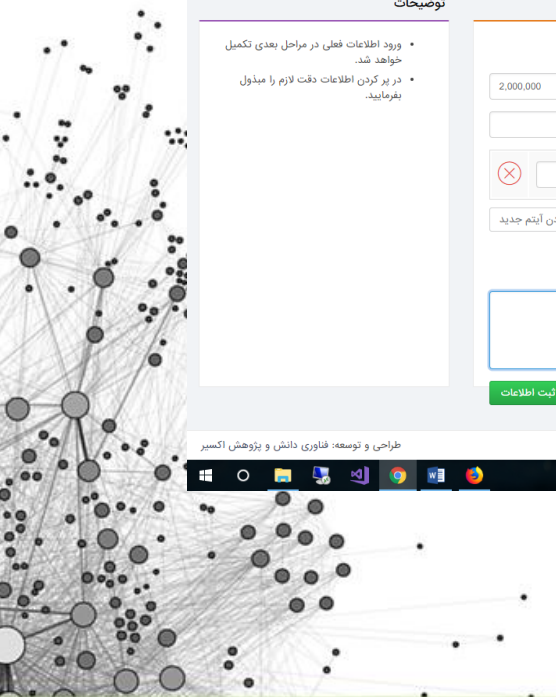 توضیحات
ورود اطلاعات فعلی در مراحل بعدی تکمیل
خواهد شد.
در پر کردن اطلاعات دقت لازم را مبذول
بفرمایید.
2,000,000
دن آیتم جدید
ثبت اطلاعات
طراحی و توسعه: فناوری دانش و پژوهش اکسیر